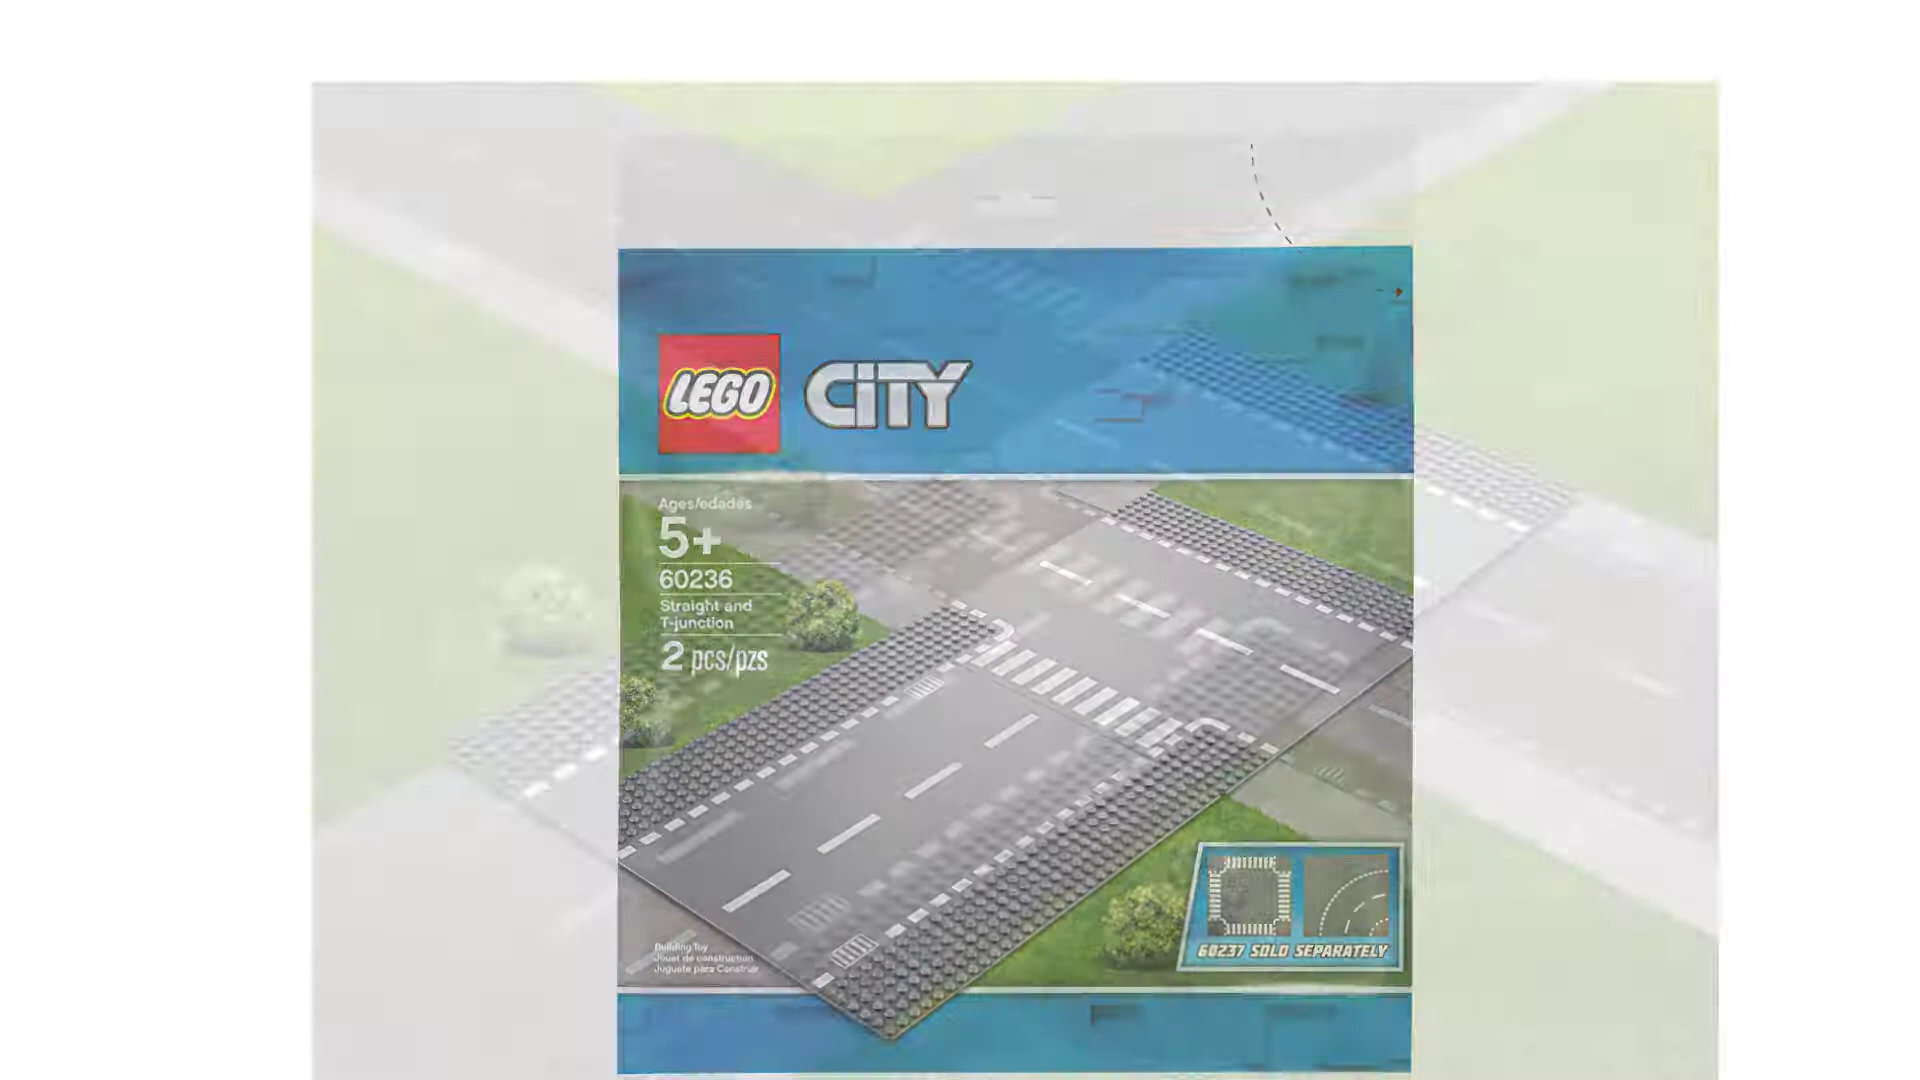 LEGO CITY
Ages/edades
5+
60236
Straight and
T-junction
2 pcs/pzs
Building Toy
Jouet de construction
Juguete para Construir
60237 SOLD SEPARATELY